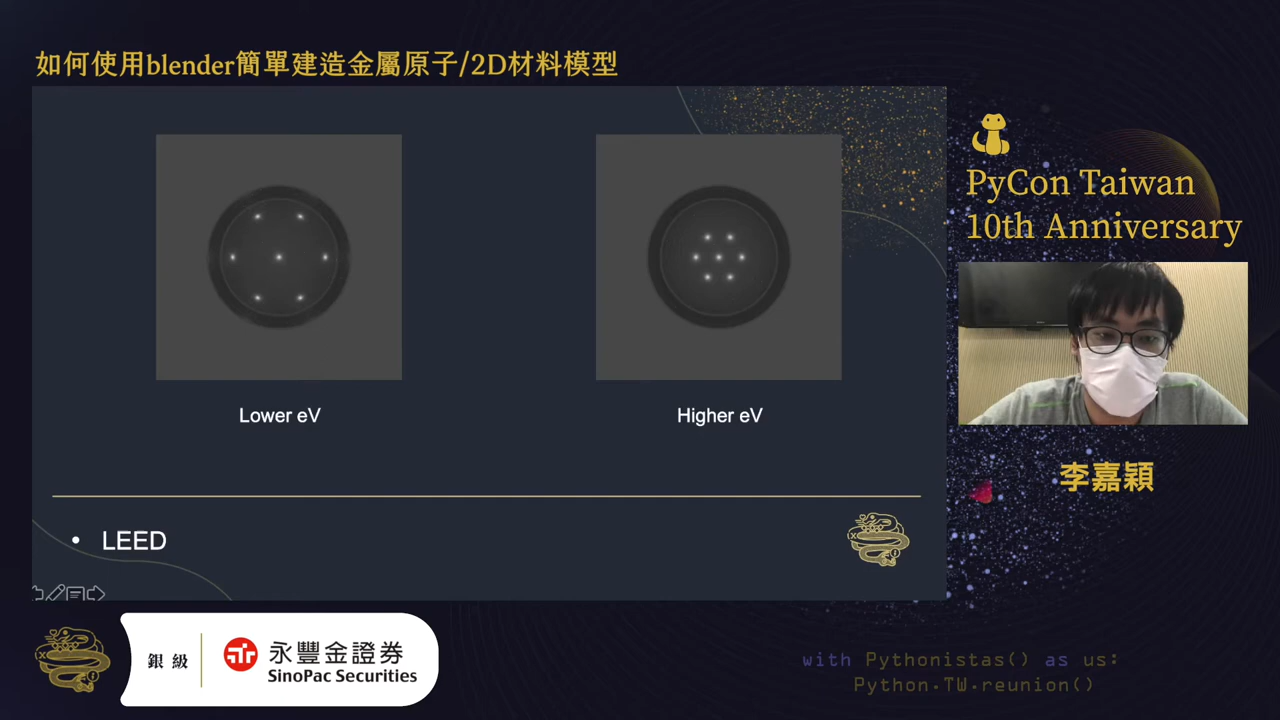 如何使用blender簡單建造金屬原子/2D材料模型
PyCon Taiwan
10th Anniversary
Lower eV
Higher eV
李嘉穎
• LEED
銀級
永豐金證券
SinoPac Securities
with Pythonistas() as us:
Python.TW.reunion()